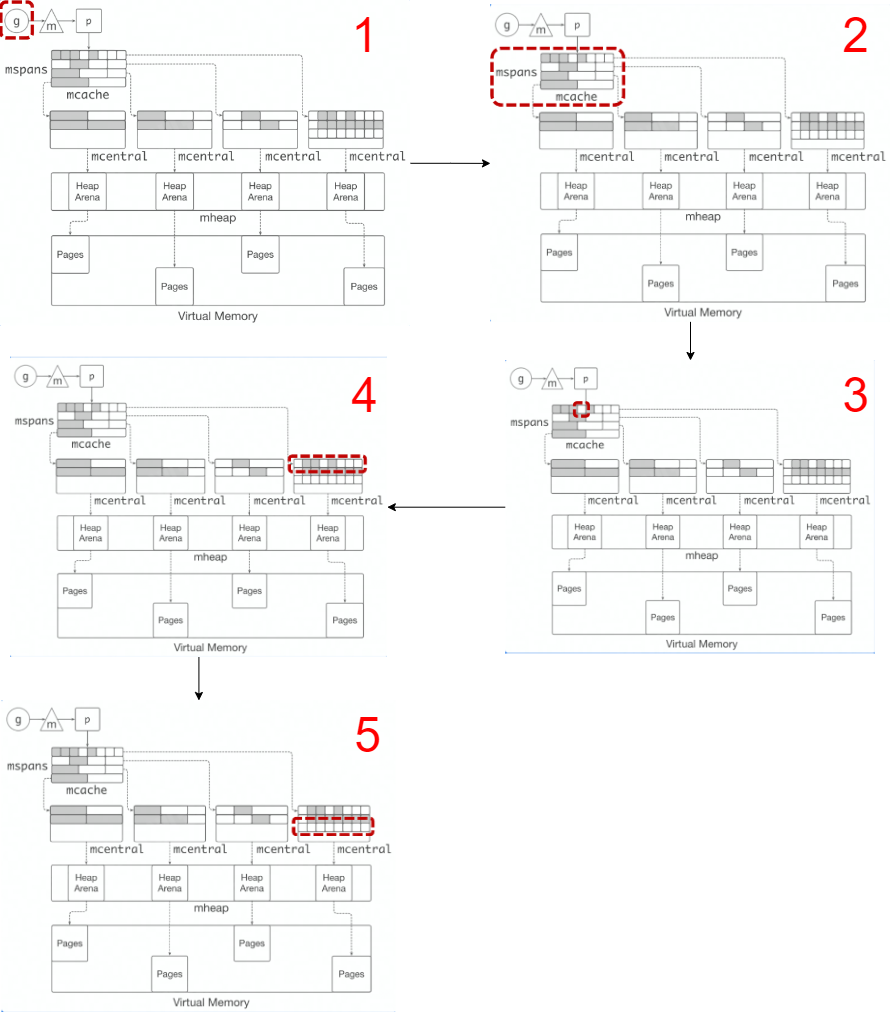 1
g m p
mspans
mcache
mcentral mcentral mcentral mcentral
Heap Arena Heap Arena Heap Arena Heap Arena
mheap
Pages Pages
Pages Pages
Virtual Memory
2
g m p
mspans
mcache
mcentral mcentral mcentral mcentral
Heap Arena Heap Arena Heap Arena Heap Arena
mheap
Pages Pages
Pages Pages
Virtual Memory
3
g m p
mspans
mcache
mcentral mcentral mcentral mcentral
Heap Arena Heap Arena Heap Arena Heap Arena
mheap
Pages Pages
Pages Pages
Virtual Memory
4
g m p
mspans
mcache
mcentral mcentral mcentral mcentral
Heap Arena Heap Arena Heap Arena Heap Arena
mheap
Pages Pages
Pages Pages
Virtual Memory
5
g m p
mspans
mcache
mcentral mcentral mcentral mcentral
Heap Arena Heap Arena Heap Arena Heap Arena
mheap
Pages Pages
Pages Pages
Virtual Memory